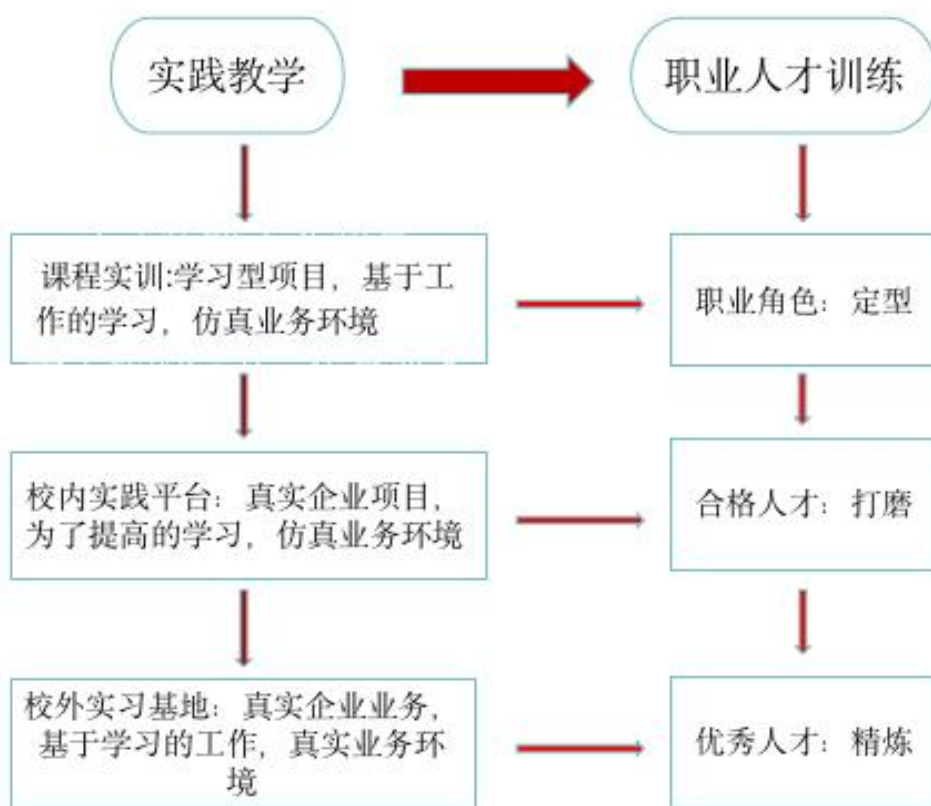 实践教学
职业人才训练
课程实训:学习型项目，基于工
作的学习，仿真业务环境
职业角色：定型
校内实践平台：真实企业项目，
为了提高的学习，仿真业务环境
合格人才：打磨
校外实习基地：真实企业业务，
基于学习的工作，真实业务环
境
优秀人才：精炼